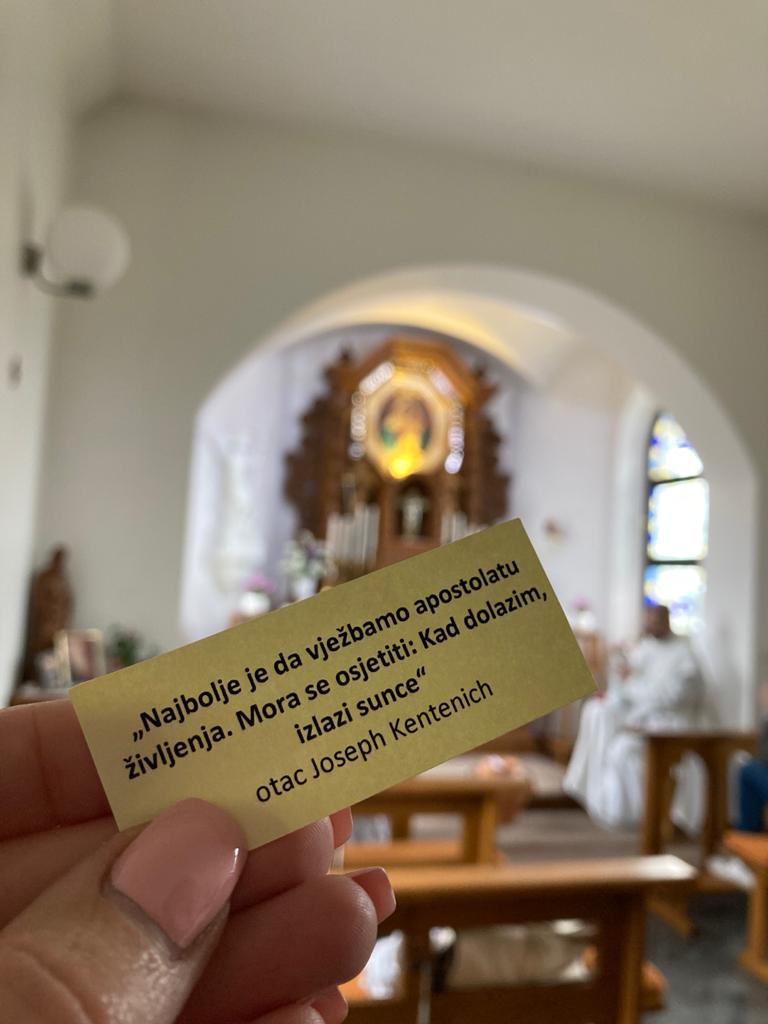 „Najbolje je da vježbamo apostolatu
življenja. Mora se osjetiti: Kad dolazim,
izlazi sunce“
otac Joseph Kentenich